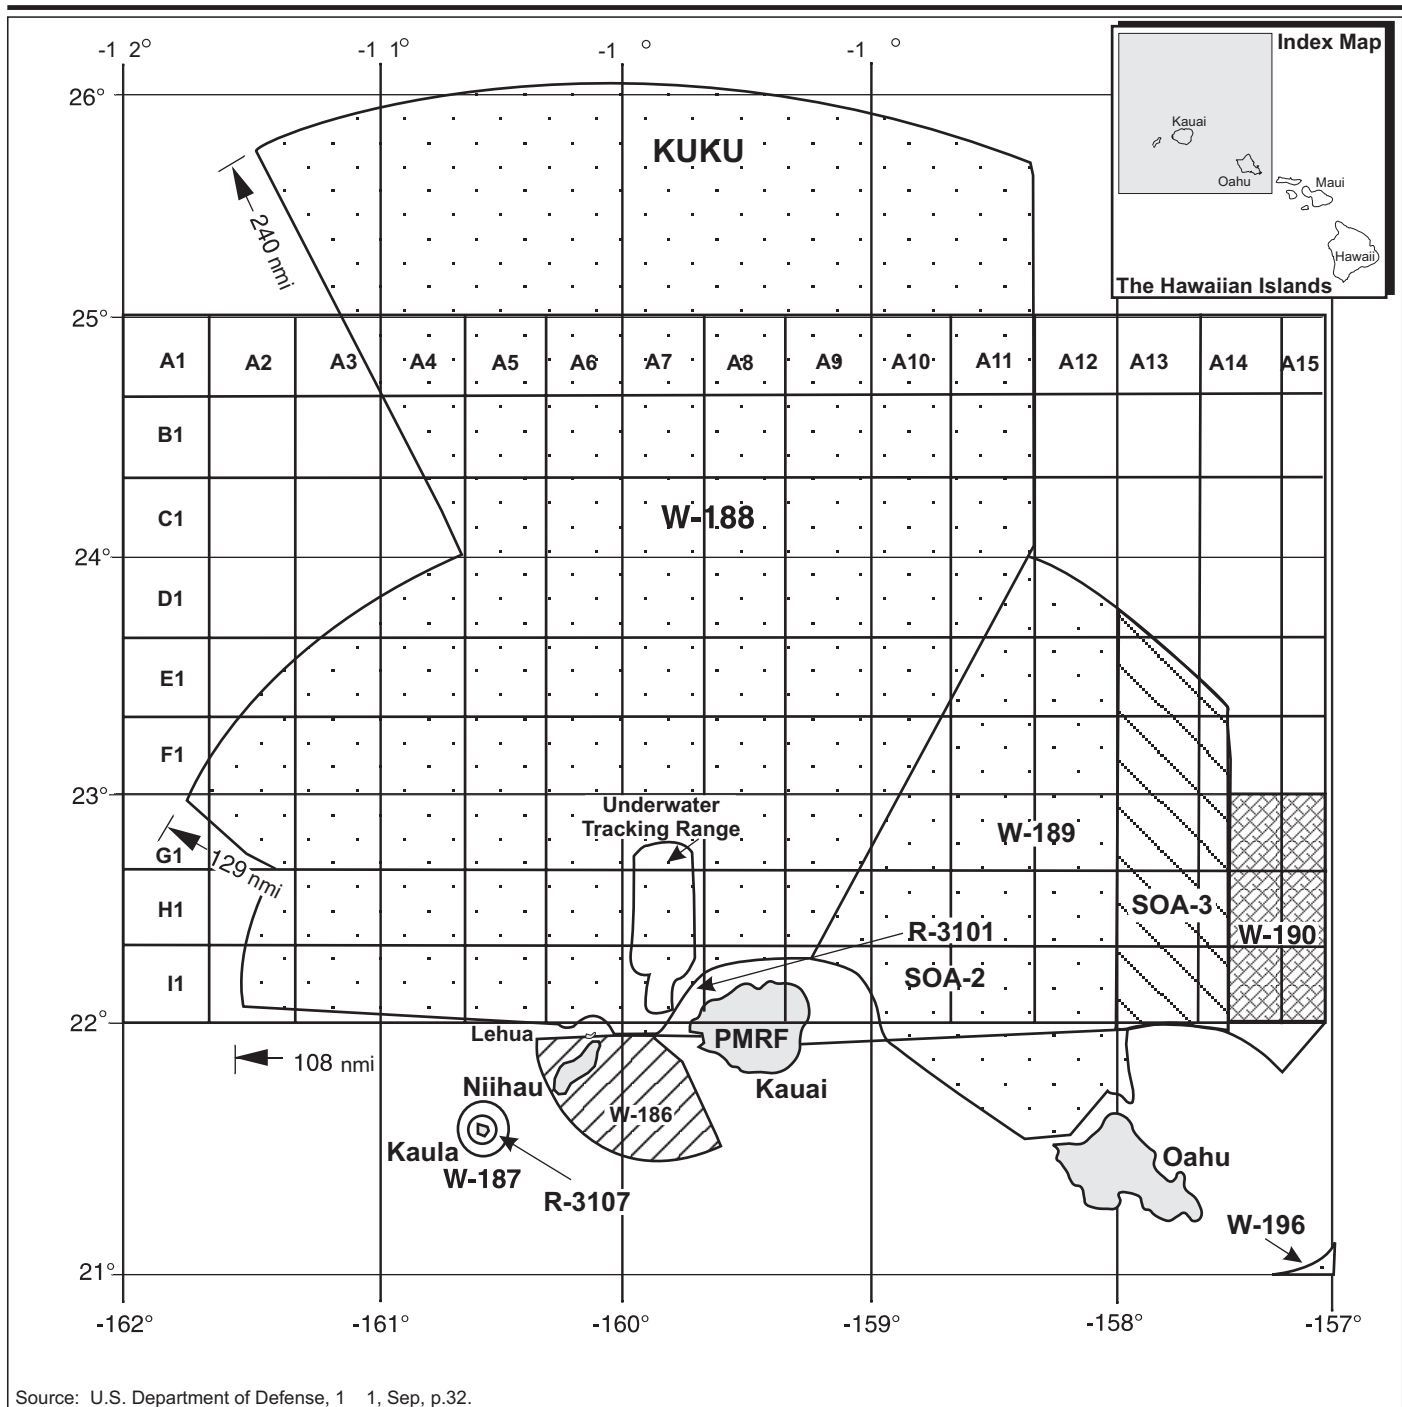 -1 2° -1 1° -1 ° -1 °
Index Map
Kauai
Oahu
Maui
Hawaii
The Hawaiian Islands
26°
KUKU
240 nmi
25°
A1 A2 A3 A4 A5 A6 A7 A8 A9 A10 A11 A12 A13 A14 A15
B1
C1
W-188
24°
D1
E1
F1
23°
Underwater
Tracking Range
W-189
G1
129 nmi
H1
SOA-3
R-3101
W-190
I1
SOA-2
22°
Lehua
PMRF
108 nmi
Niihau
Kauai
W-186
Kaula
W-187
Oahu
R-3107
W-196
21°
-162° -161° -160° -159° -158° -157°
Source: U.S. Department of Defense, 1 1, Sep, p.32.